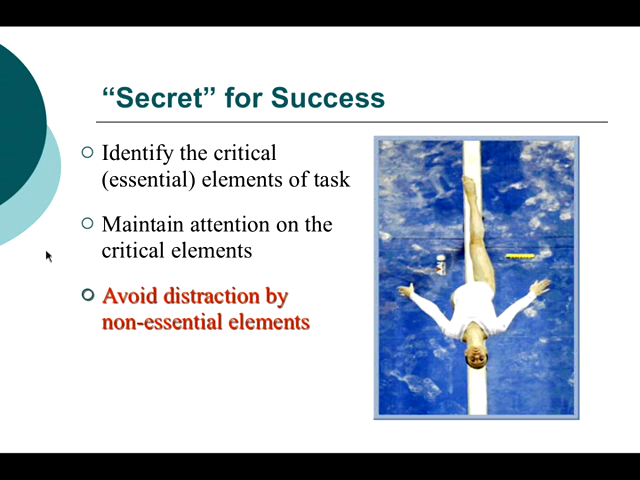 “Secret” for Success
Identify the critical
(essential) elements of task
Maintain attention on the
critical elements
Avoid distraction by
non-essential elements